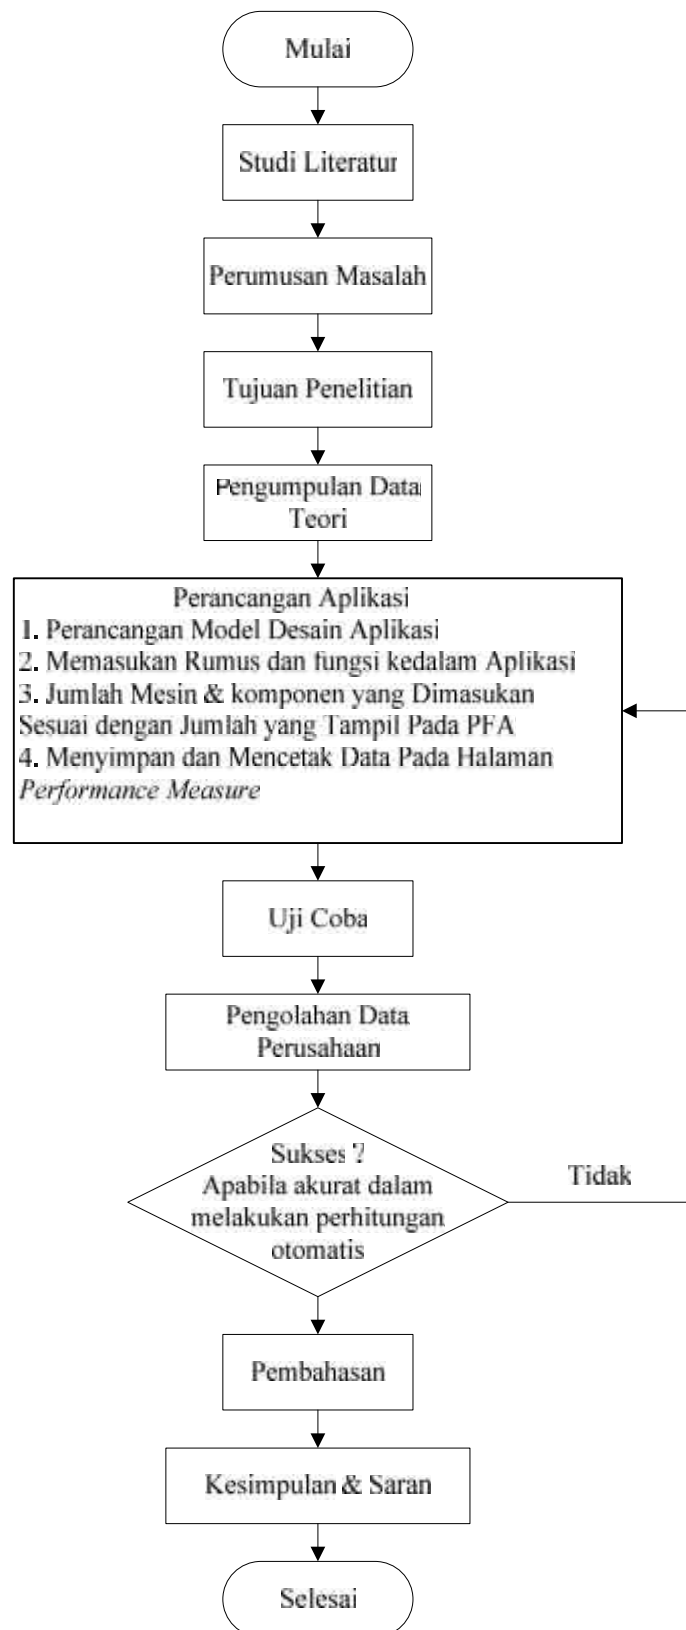 Mulai
Studi Literatur
Perumusan Masalah
Tujuan Penelitian
Pengumpulan Data
Teori
Perancangan Aplikasi
1. Perancangan Model Desain Aplikasi
2. Memasukan Rumus dan fungsi kedalam Aplikasi
3. Jumlah Mesin & komponen yang Dimasukan
Sesuai dengan Jumlah yang Tampil Pada PFA
4. Menyimpan dan Mencetak Data Pada Halaman
Performance Measure
Uji Coba
Pengolahan Data
Perusahaan
Sukses ?
Apabila akurat dalam
melakukan perhitungan
otomatis
Tidak
Pembahasan
Kesimpulan & Saran
Selesai